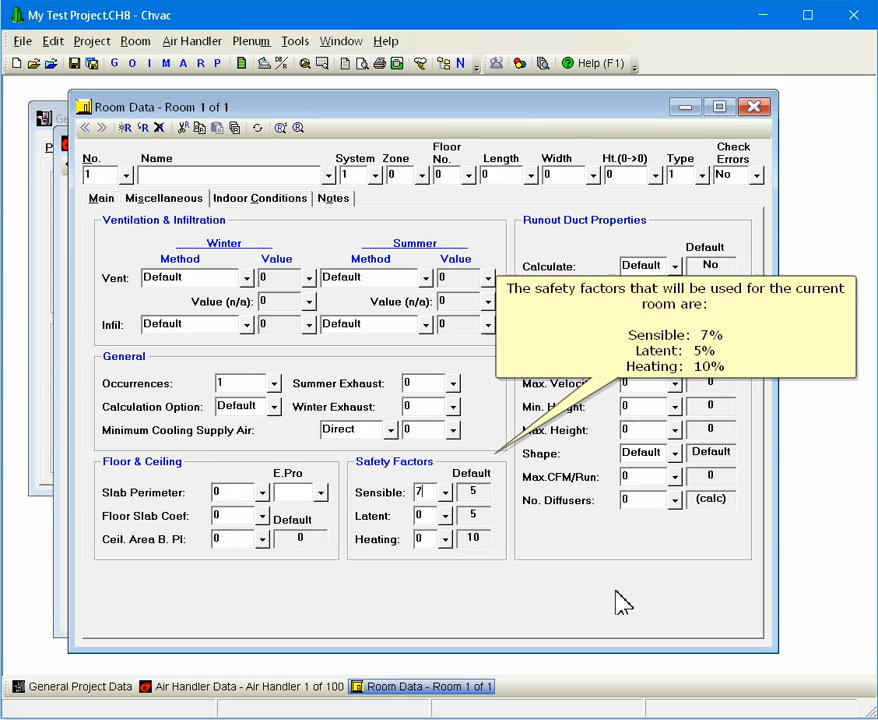 My Test Project.CH8 - Chvac
File Edit Project Room Air Handler Plenum Tools Window Help
G O I M A R P N Help (F1)
Room Data - Room 1 of 1
No. Name System Zone Floor No. Length Width Ht.(0->0) Type Check Errors
1 1 0 0 0 0 0 1 No
Main Miscellaneous Indoor Conditions Notes
Ventilation & Infiltration
Winter Summer
Method Value Method Value
Vent: Default 0 Default 0
Value (n/a): 0 Value (n/a): 0
Infil: Default 0 Default 0
General
Occurrences: 1 Summer Exhaust: 0
Calculation Option: Default Winter Exhaust: 0
Minimum Cooling Supply Air: Direct 0
Floor & Ceiling
E.Pro
Slab Perimeter: 0
Floor Slab Coef: 0 Default
Ceil. Area B. Pl: 0 0
Safety Factors
Default
Sensible: 7 5
Latent: 0 5
Heating: 0 10
Runout Duct Properties
Default
Calculate: Default No
The safety factors that will be used for the current
room are:
Sensible: 7%
Latent: 5%
Heating: 10%
0 0
Min. Height: 0 0
Height: 0 0
Shape: Default Default
Max.CFM/Run: 0 0
No. Diffusers: 0 (calc)
General Project Data Air Handler Data - Air Handler 1 of 100 Room Data - Room 1 of 1